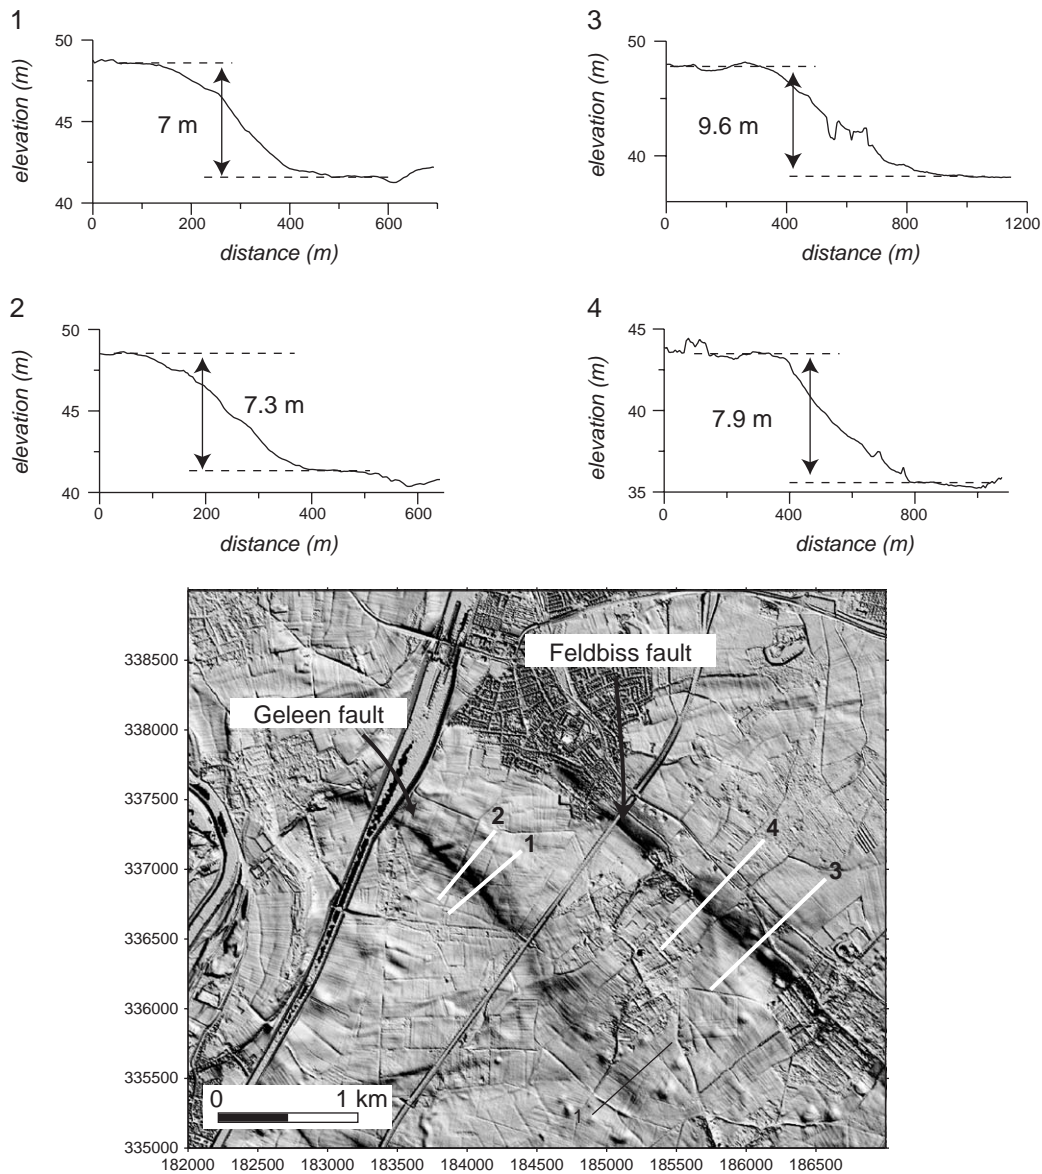 1
50
45
40
elevation (m)
7 m
0
200
400
600
distance (m)
3
50
40
elevation (m)
9.6 m
0
400
800
1200
distance (m)
2
50
45
40
elevation (m)
7.3 m
0
200
400
600
distance (m)
4
45
40
35
elevation (m)
7.9 m
0
400
800
distance (m)
338500
338000
337500
337000
336500
336000
335500
335000
Feldbiss fault
Geleen fault
2
1
4
3
1
0 1 km
182000 182500 183000 183500 184000 184500 185000 185500 186000 186500